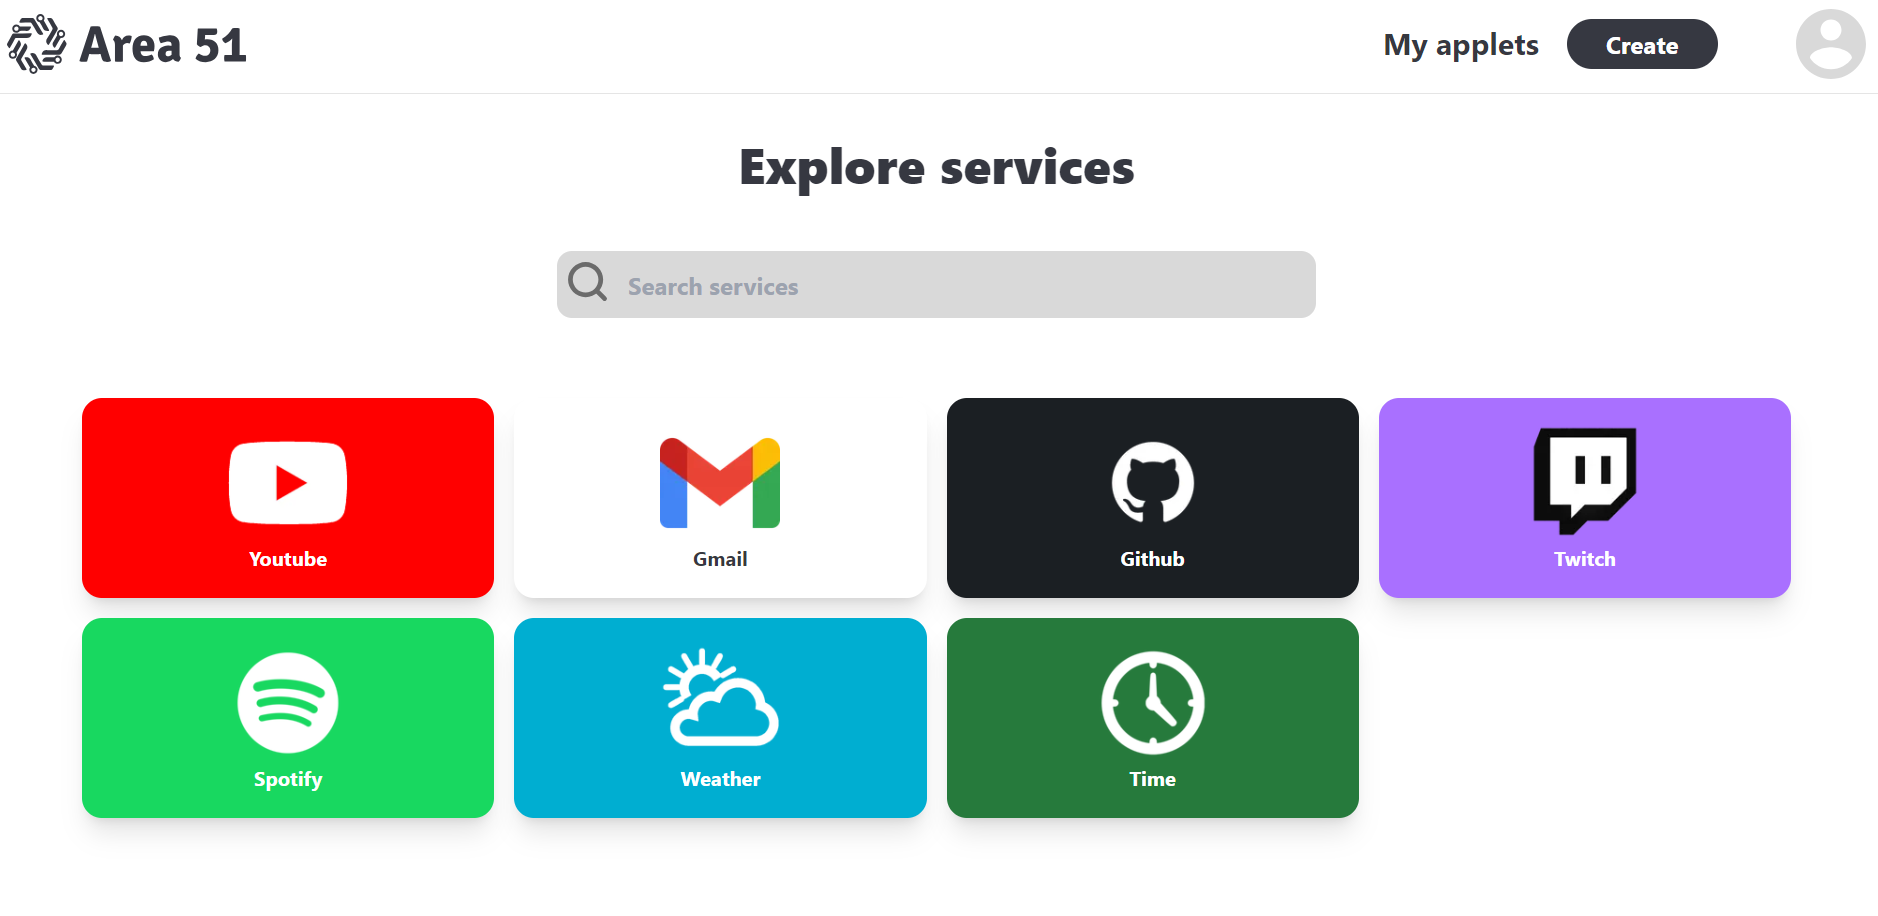 Area 51
My applets
Create
Explore services
Search services
Youtube
Gmail
Github
Twitch
Spotify
Weather
Time